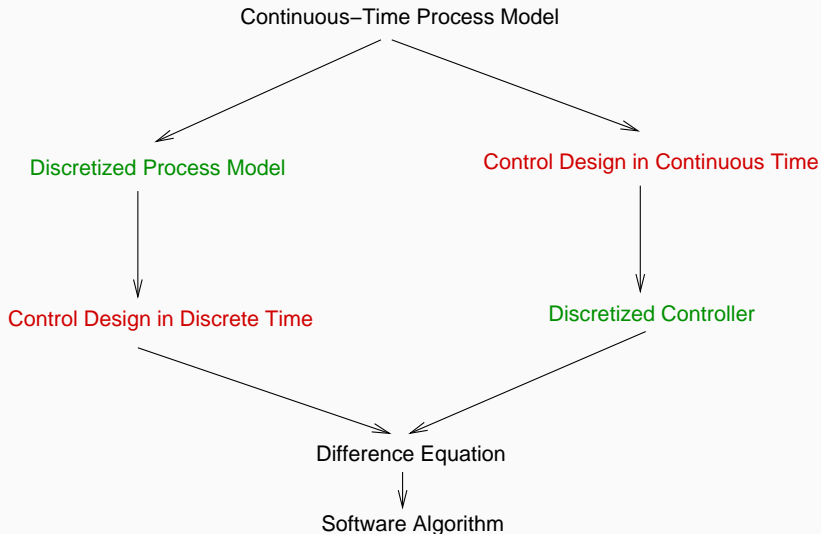 Continuous−Time Process Model
Discretized Process Model
Control Design in Continuous Time
Control Design in Discrete Time
Discretized Controller
Difference Equation
Software Algorithm